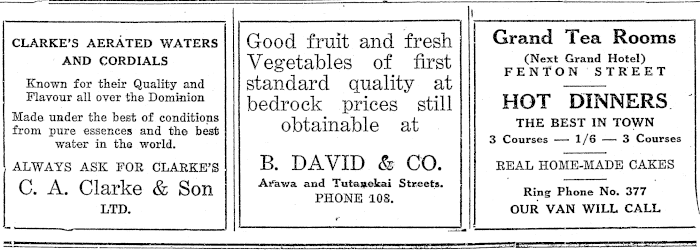 CLARKE'S AERATED WATERS
AND CORDIALS
Known for their Quality and
Flavour all over the Dominion
Made under the best of conditions
from pure essences and the best
water in the world.
ALWAYS ASK FOR CLARKE'S
C. A. Clarke & Son
LTD.
Good fruit and fresh
Vegetables of first
standard quality at
bedrock prices still
obtainable at
B. DAVID & CO.
Arawa and Tutanekai Streets.
PHONE 108.
Grand Tea Rooms
(Next Grand Hotel)
FENTON STREET
HOT DINNERS
THE BEST IN TOWN
3 Courses — 1/6 — 3 Courses
REAL HOME-MADE CAKES
Ring Phone No. 377
OUR VAN WILL CALL